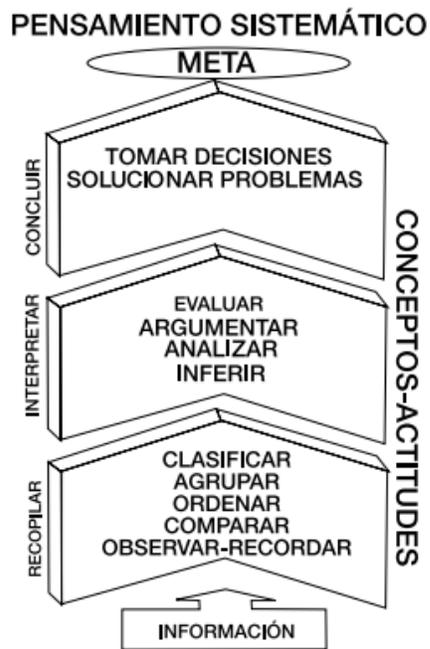 PENSAMIENTO SISTEMÁTICO
META
CONCLUIR
TOMAR DECISIONES
SOLUCIONAR PROBLEMAS
INTERPRETAR
EVALUAR
ARGUMENTAR
ANALIZAR
INFERIR
RECOPILAR
CLASIFICAR
AGRUPAR
ORDENAR
COMPARAR
OBSERVAR-RECORDAR
CONCEPTOS-ACTITUDES
INFORMACIÓN